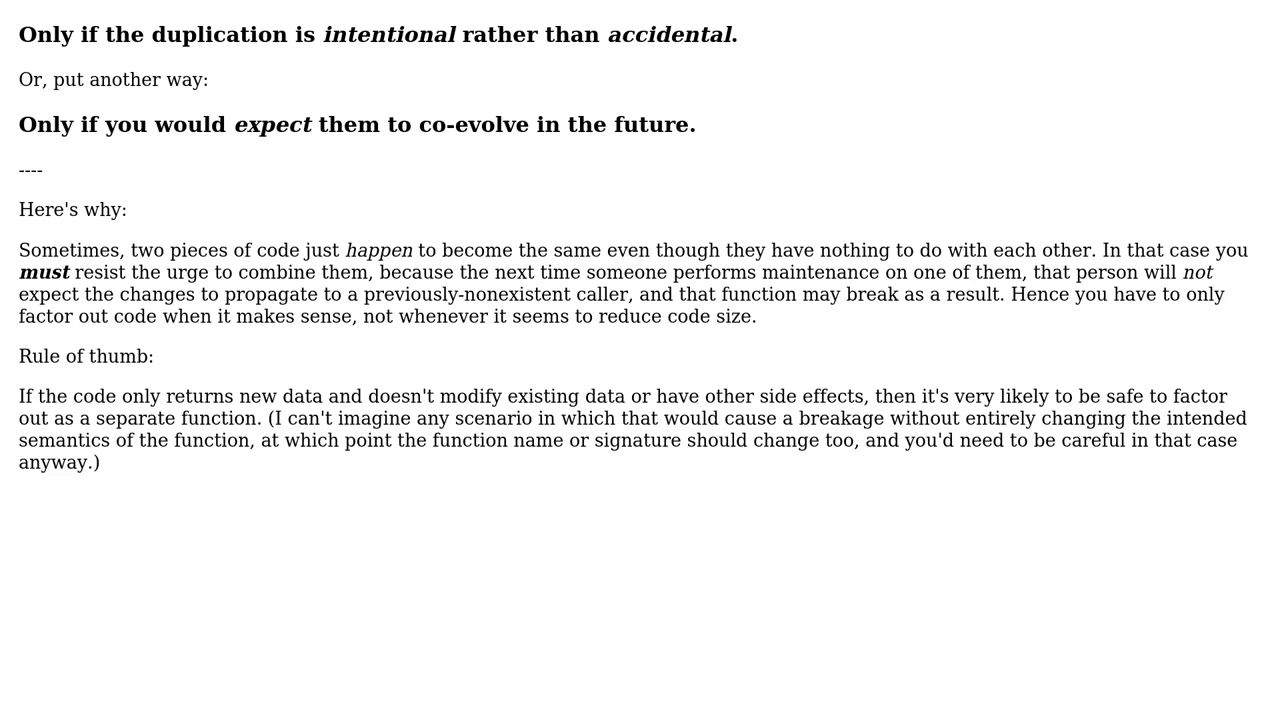 Only if the duplication is intentional rather than accidental.
Or, put another way:
Only if you would expect them to co-evolve in the future.
----
Here's why:
Sometimes, two pieces of code just happen to become the same even though they have nothing to do with each other. In that case you
must resist the urge to combine them, because the next time someone performs maintenance on one of them, that person will not
expect the changes to propagate to a previously-nonexistent caller, and that function may break as a result. Hence you have to only
factor out code when it makes sense, not whenever it seems to reduce code size.
Rule of thumb:
If the code only returns new data and doesn't modify existing data or have other side effects, then it's very likely to be safe to factor
out as a separate function. (I can't imagine any scenario in which that would cause a breakage without entirely changing the intended
semantics of the function, at which point the function name or signature should change too, and you'd need to be careful in that case
anyway.)